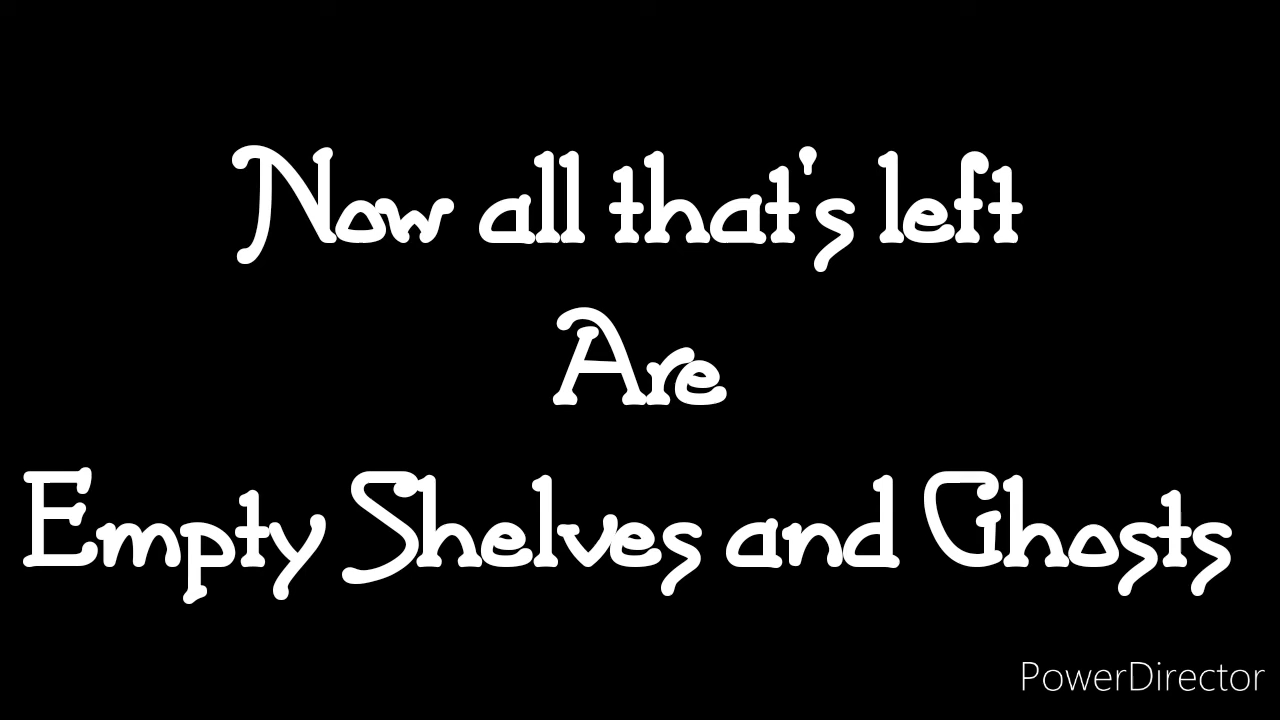 Now all that's left
Are
Empty Shelves and Ghosts
PowerDirector